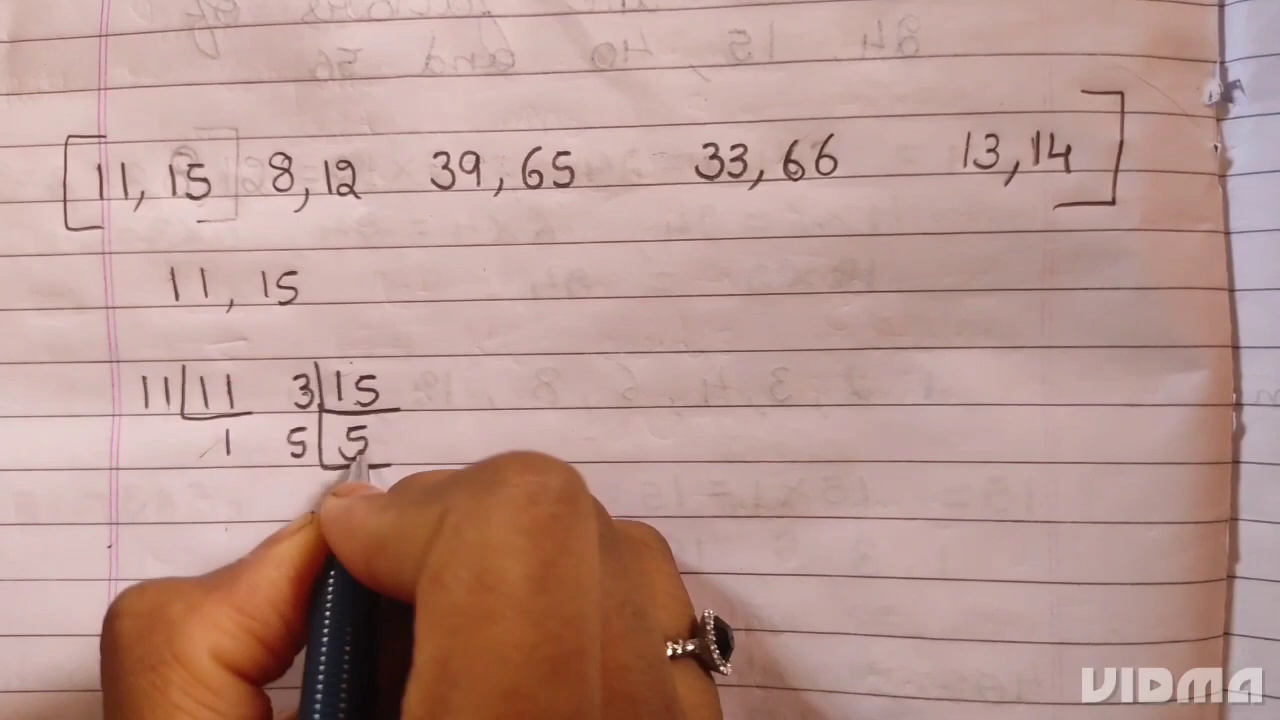 [11, 15] 8, 12 39, 65 33, 66 13, 14]
11, 15
11 11 3 15
1 5 5
VIDMA